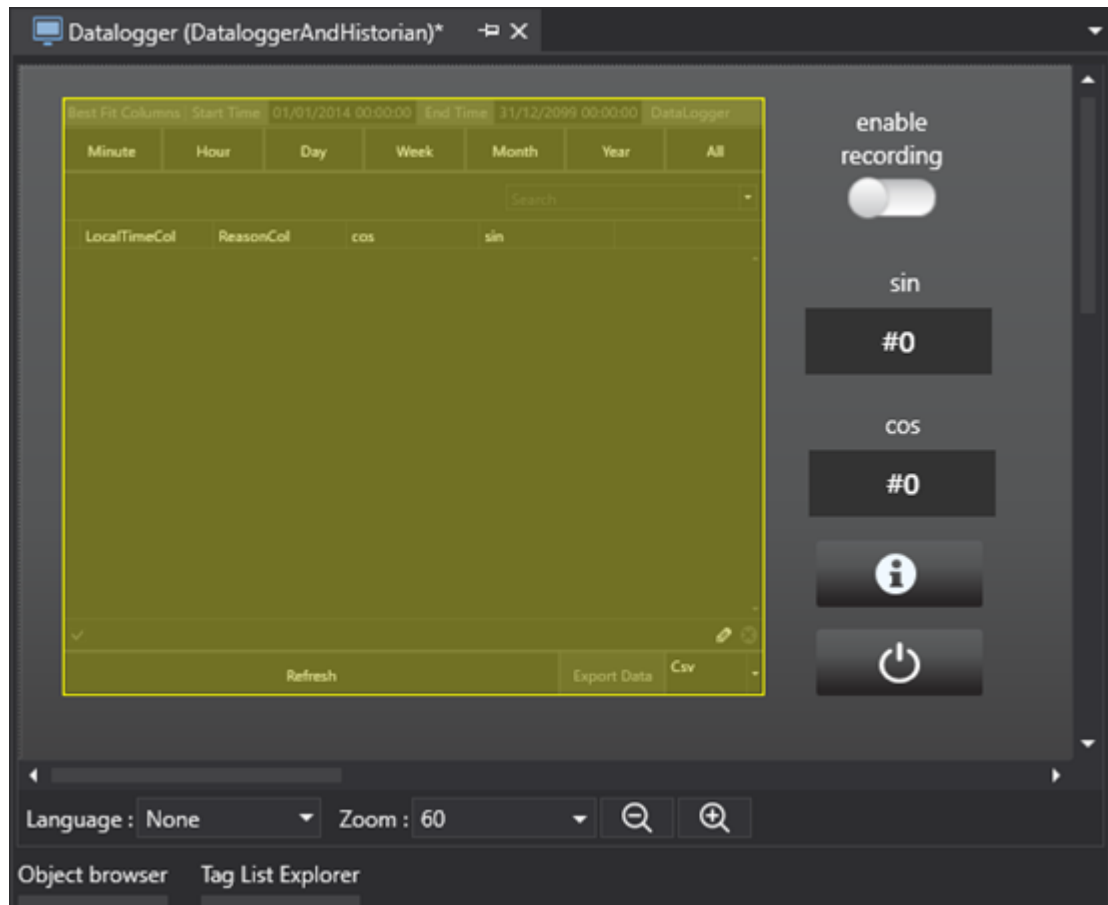 Datalogger (DataloggerAndHistorian)*
Best Fit Columns Start Time 01/01/2014 00:00:00 End Time 31/12/2099 00:00:00 DataLogger
Minute Hour Day Week Month Year All
Search
LocalTimeCol ReasonCol cos sin
Refresh Export Data Csv
enable
recording
sin
#0
cos
#0
Language : None Zoom : 60
Object browser Tag List Explorer